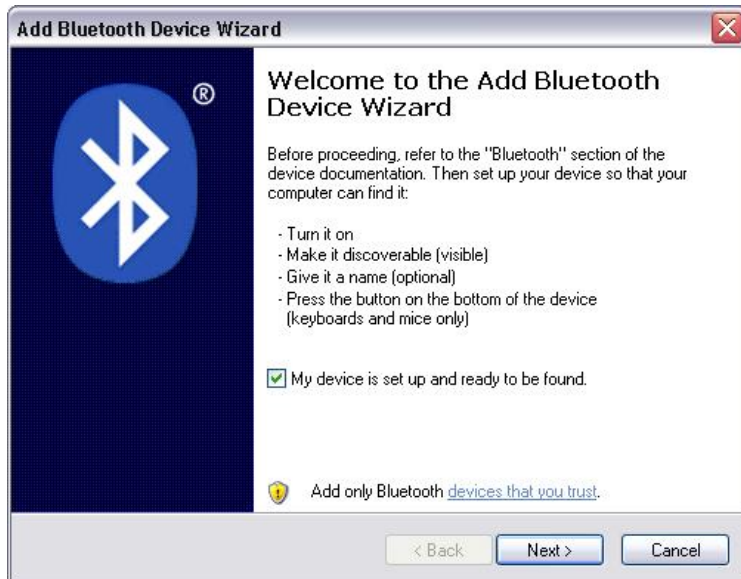 Add Bluetooth Device Wizard
®
Welcome to the Add Bluetooth
Device Wizard
Before proceeding, refer to the "Bluetooth" section of the
device documentation. Then set up your device so that your
computer can find it:
- Turn it on
- Make it discoverable (visible)
- Give it a name (optional)
- Press the button on the bottom of the device
(keyboards and mice only)
My device is set up and ready to be found.
Add only Bluetooth devices that you trust.
< Back Next > Cancel